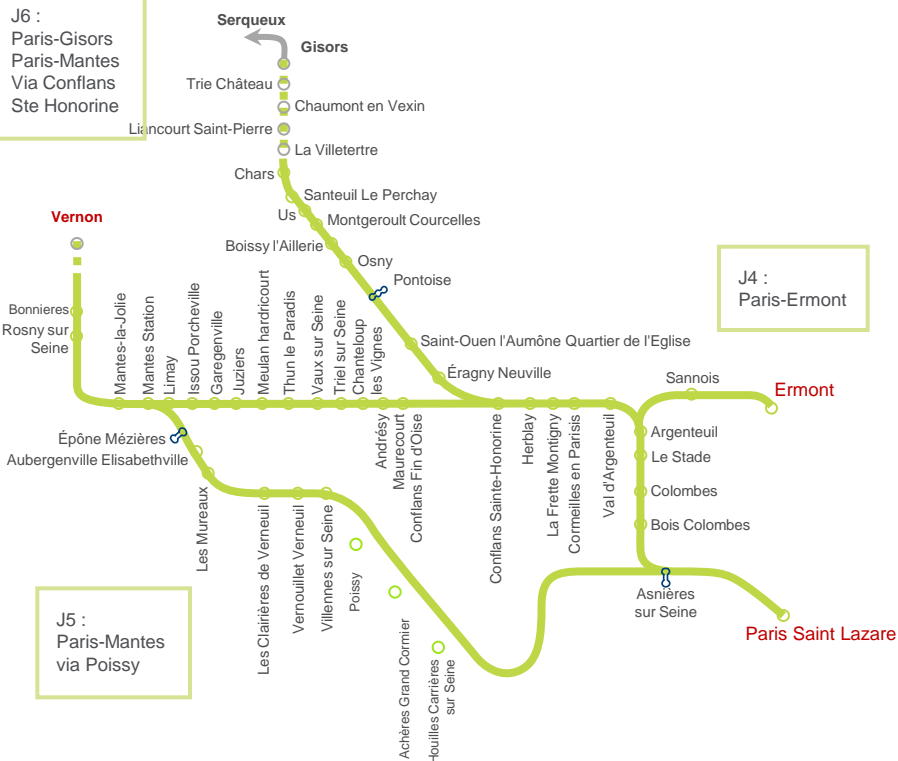 J6 :
Paris-Gisors
Paris-Mantes
Via Conflans
Ste Honorine
Serqueux
Gisors
Trie Château
Chaumont en Vexin
Liancourt Saint-Pierre
La Villetertre
Chars
Santeuil Le Perchay
Us
Montgeroult Courcelles
Boissy l'Aillerie
Osny
Pontoise
Saint-Ouen l'Aumône Quartier de l'Eglise
Éragny Neuville
Vernon
Bonnieres
Rosny sur
Seine
Mantes-la-Jolie
Mantes Station
Limay
Issou Porcheville
Garegenville
Juziers
Meulan hardricourt
Thun le Paradis
Vaux sur Seine
Triel sur Seine
Chanteloup
les Vignes
Andrésy
Maurecourt
Conflans Fin d'Oise
Conflans Sainte-Honorine
Herblay
La Frette Montigny
Cormeilles en Parisis
Val d'Argenteuil
J4 :
Paris-Ermont
Sannois
Ermont
Argenteuil
Le Stade
Colombes
Bois Colombes
Asnières
sur Seine
Paris Saint Lazare
Épône Mézières
Aubergenville Elisabethville
Les Mureaux
Les Clairières de Verneuil
Vernouillet Verneuil
Villennes sur Seine
Poissy
Achères Grand Cormier
Houilles Carrières
sur Seine
J5 :
Paris-Mantes
via Poissy